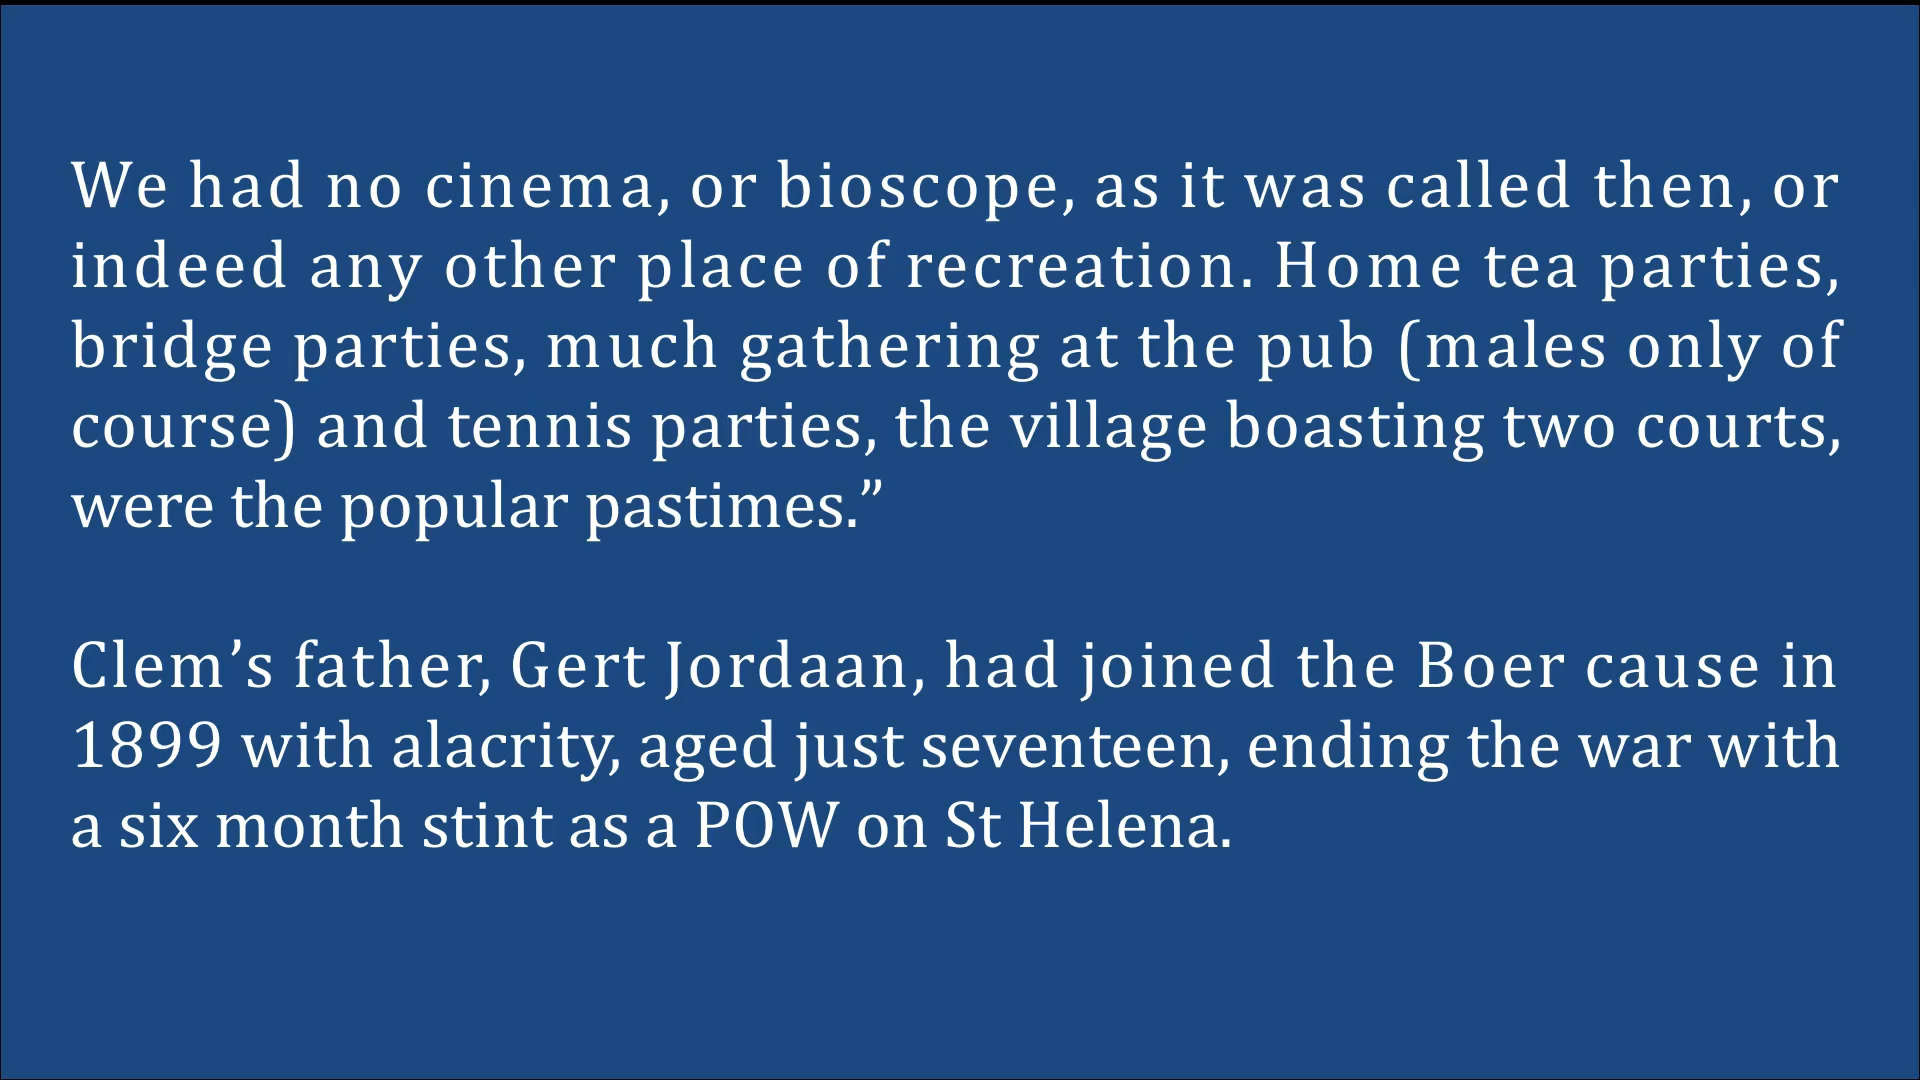 We had no cinema, or bioscope, as it was called then, or
indeed any other place of recreation. Home tea parties,
bridge parties, much gathering at the pub (males only of
course) and tennis parties, the village boasting two courts,
were the popular pastimes.”
Clem’s father, Gert Jordaan, had joined the Boer cause in
1899 with alacrity, aged just seventeen, ending the war with
a six month stint as a POW on St Helena.